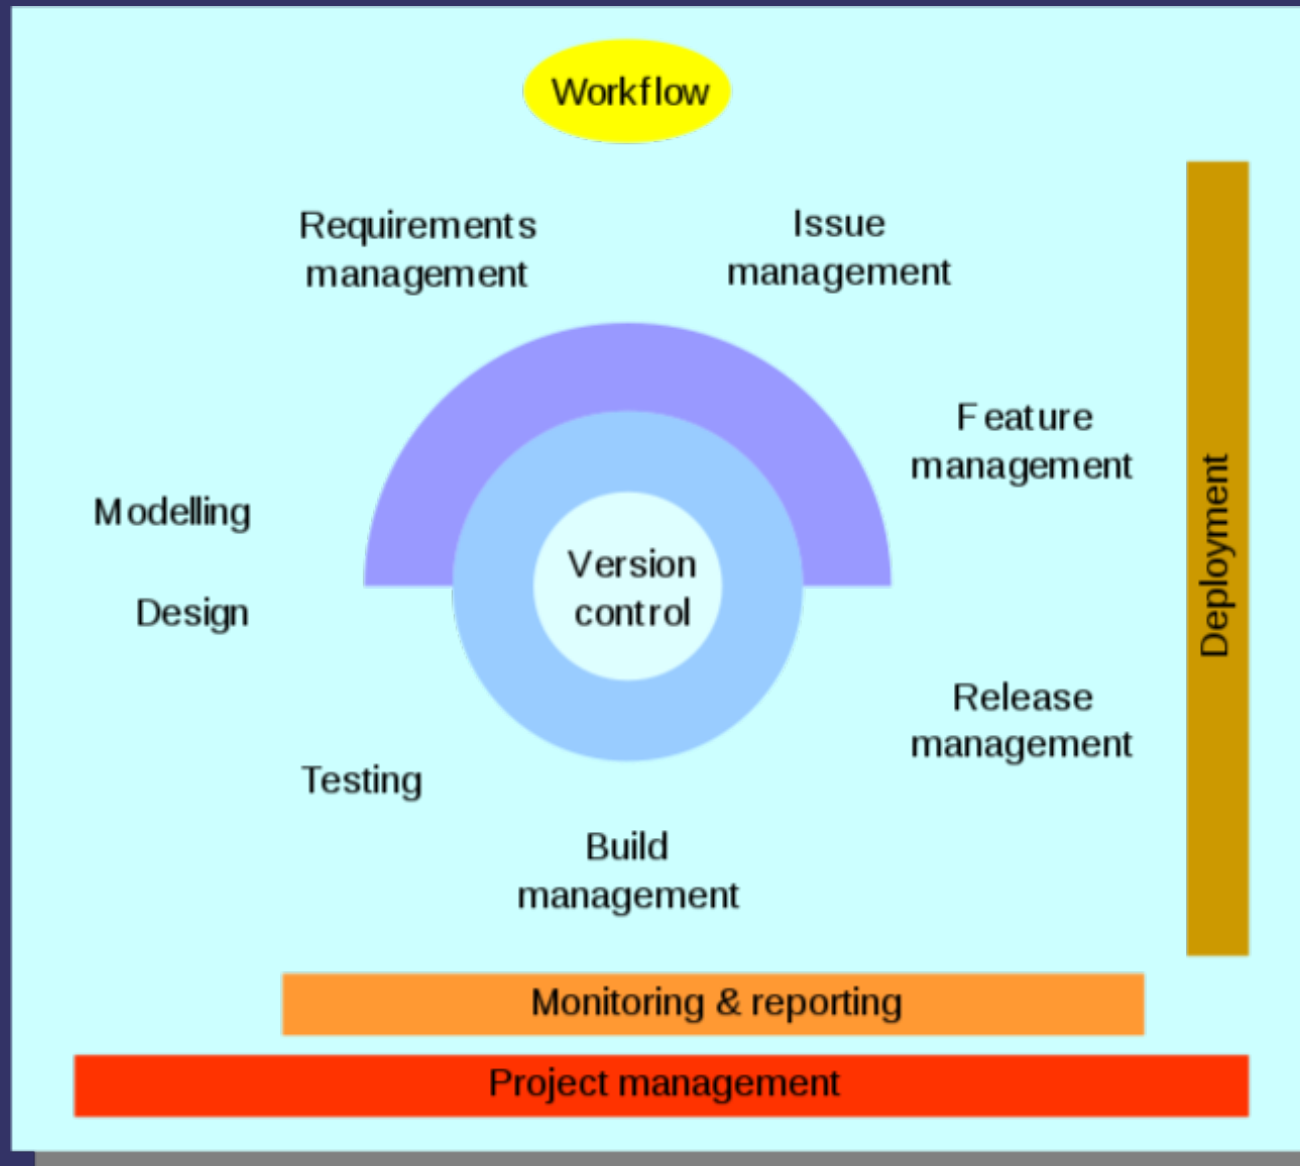 Workflow
Requirements
management
Issue
management
Feature
management
Modelling
Design
Version
control
Deployment
Release
management
Testing
Build
management
Monitoring & reporting
Project management